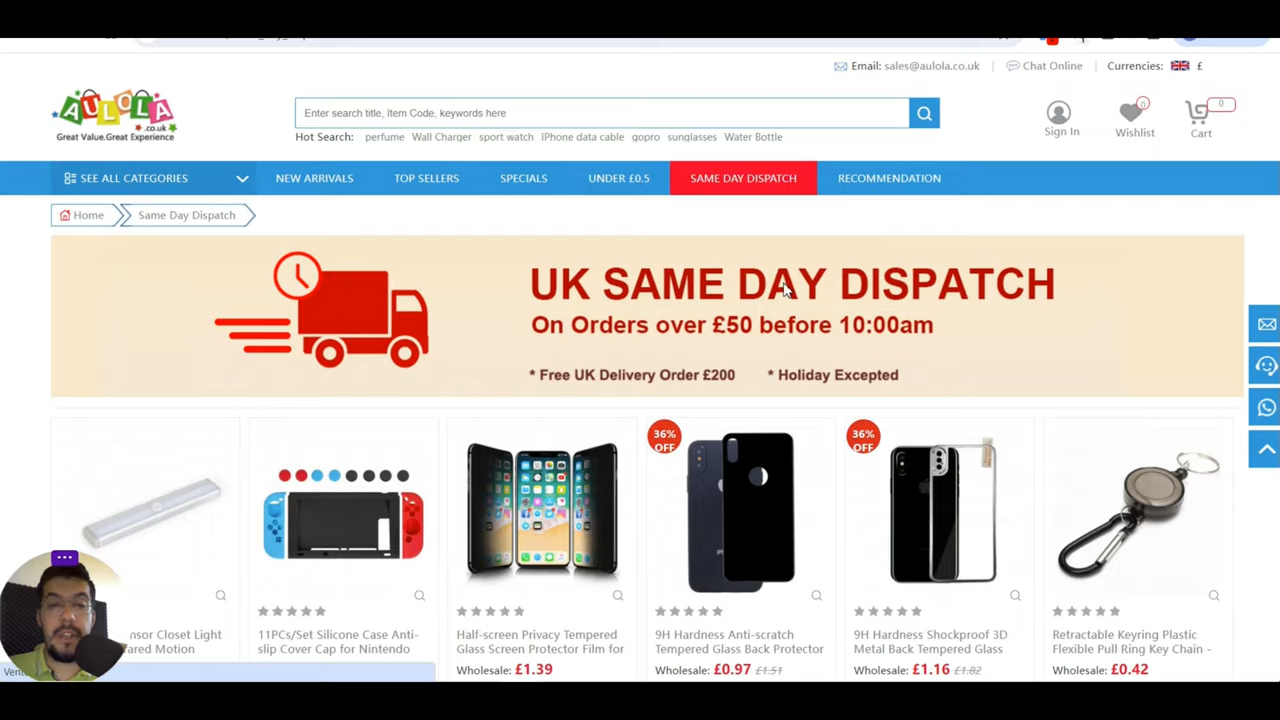 Email: sales@aulola.co.uk
Chat Online
Currencies: £
AULOLA
.co.uk
Great Value.Great Experience
Enter search title, Item Code, keywords here
Hot Search: perfume Wall Charger sport watch iPhone data cable gopro sunglasses Water Bottle
Sign In
0
Wishlist
0
Cart
SEE ALL CATEGORIES
NEW ARRIVALS
TOP SELLERS
SPECIALS
UNDER £0.5
SAME DAY DISPATCH
RECOMMENDATION
Home
Same Day Dispatch
UK SAME DAY DISPATCH
On Orders over £50 before 10:00am
* Free UK Delivery Order £200 * Holiday Excepted
36%
OFF
36%
OFF
Closet Light
Motion
11PCs/Set Silicone Case Anti-
slip Cover Cap for Nintendo
Half-screen Privacy Tempered
Glass Screen Protector Film for
Wholesale: £1.39
9H Hardness Anti-scratch
Tempered Glass Back Protector
Wholesale: £0.97 £1.51
9H Hardness Shockproof 3D
Metal Back Tempered Glass
Wholesale: £1.16 £1.82
Retractable Keyring Plastic
Flexible Pull Ring Key Chain -
Wholesale: £0.42